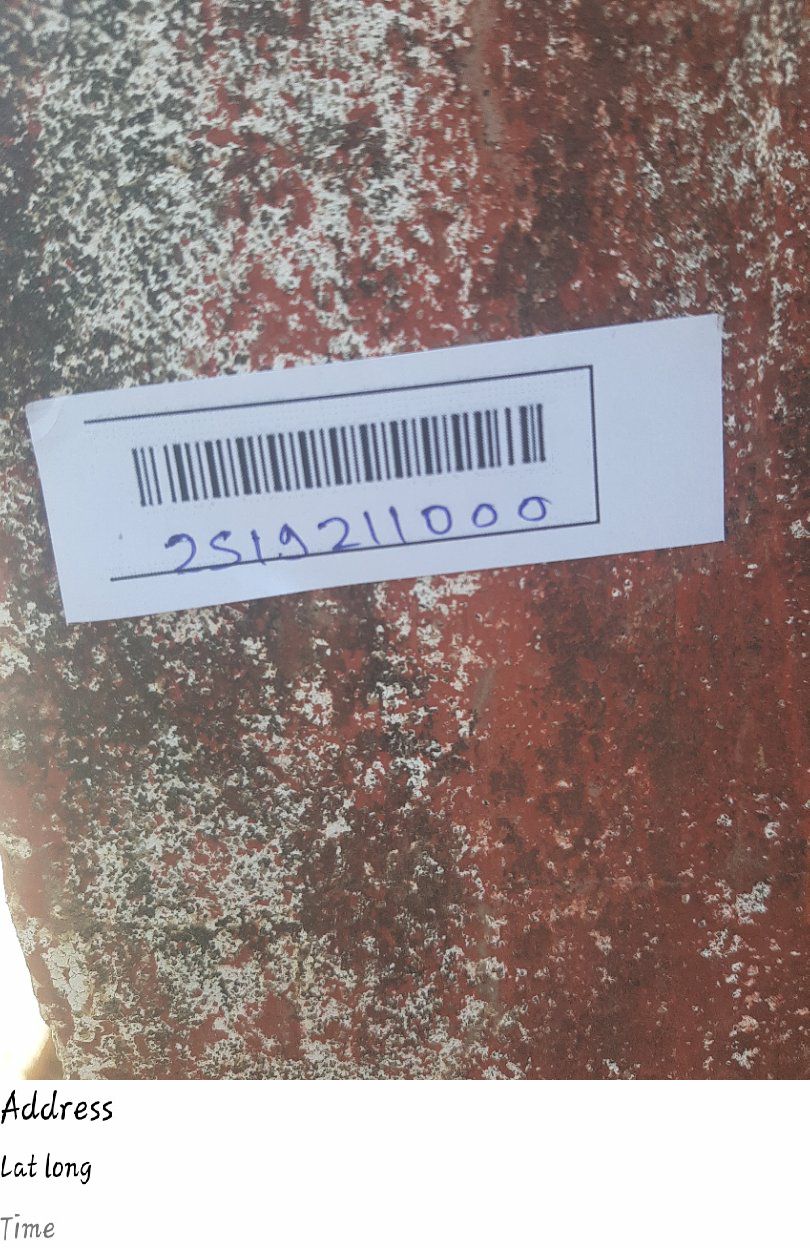 2519211000
Address
Lat long
Time